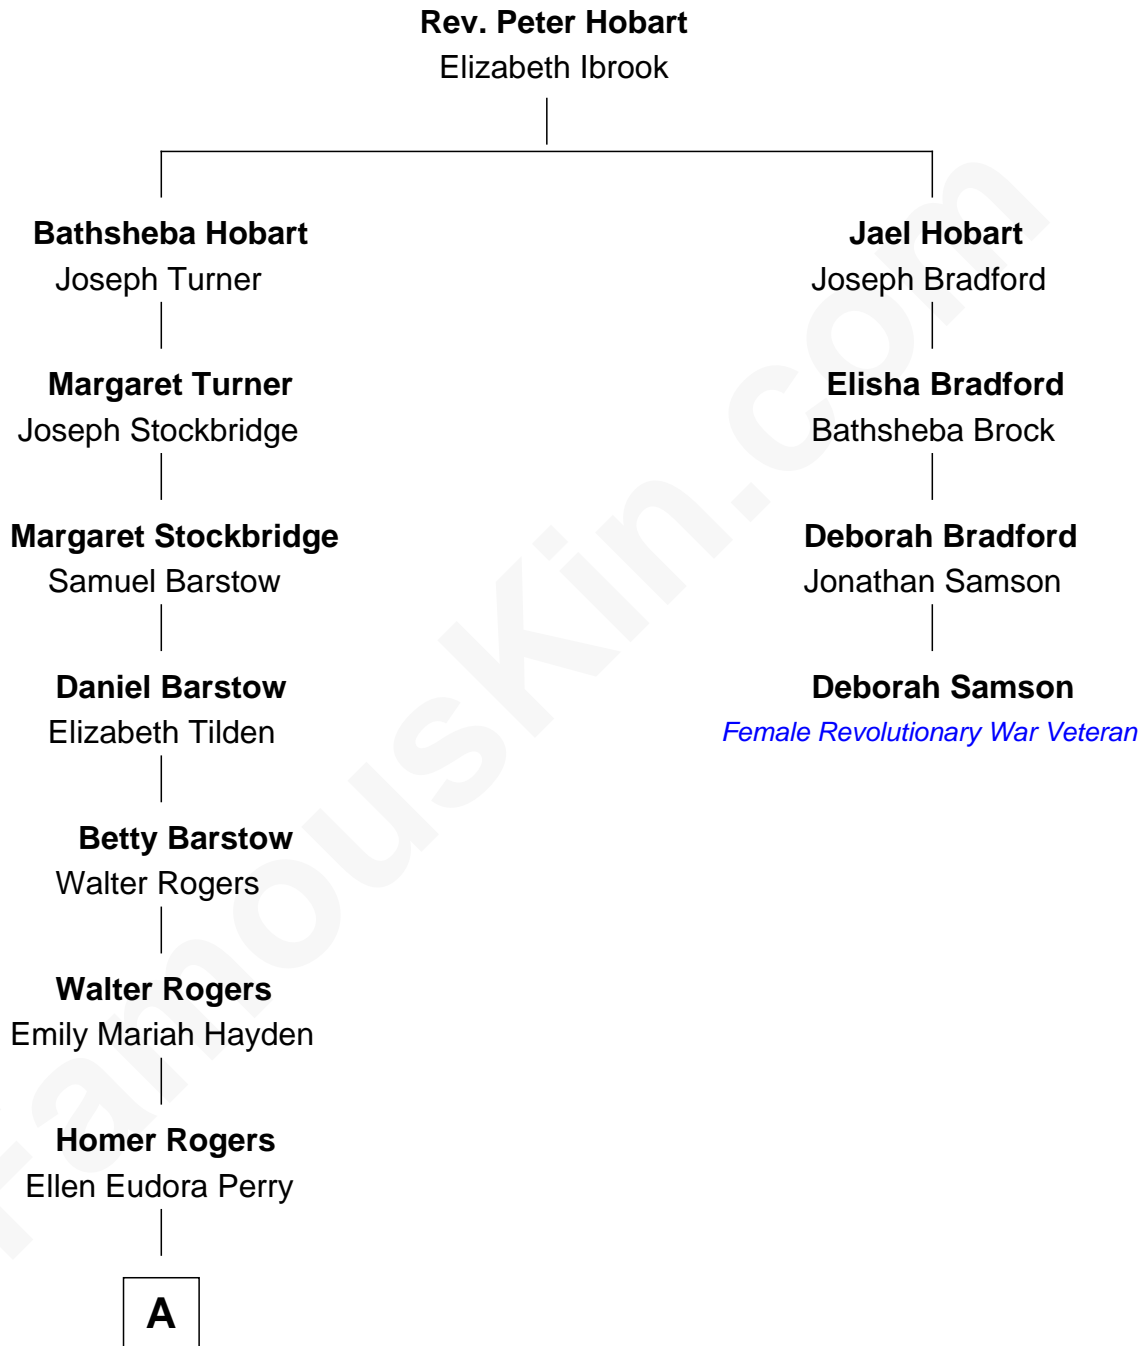 Rev. Peter Hobart
Elizabeth Ibrook
Bathsheba Hobart
Joseph Turner
Jael Hobart
Joseph Bradford
Margaret Turner
Joseph Stockbridge
Elisha Bradford
Bathsheba Brock
Margaret Stockbridge
Samuel Barstow
Deborah Bradford
Jonathan Samson
Daniel Barstow
Elizabeth Tilden
Deborah Samson
Female Revolutionary War Veteran
Betty Barstow
Walter Rogers
Walter Rogers
Emily Mariah Hayden
Homer Rogers
Ellen Eudora Perry
A
FamousKin.com